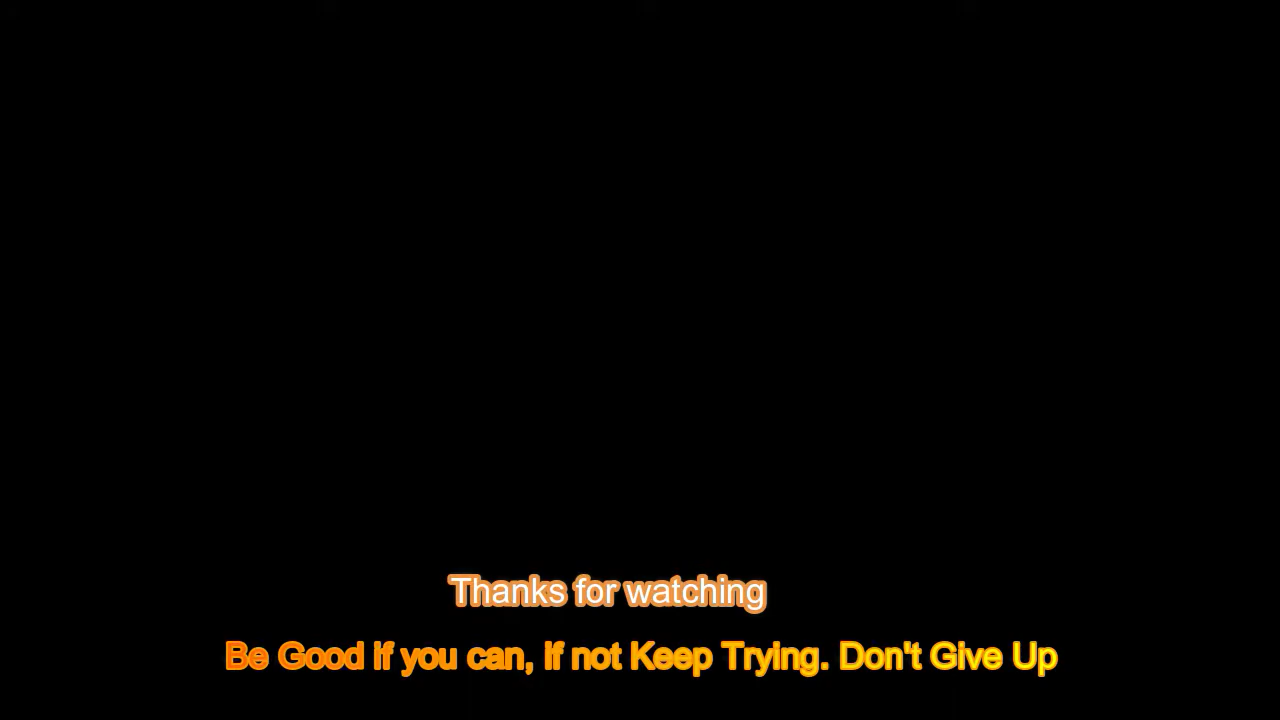 Thanks for watching
Be Good if you can, if not Keep Trying. Don't Give Up